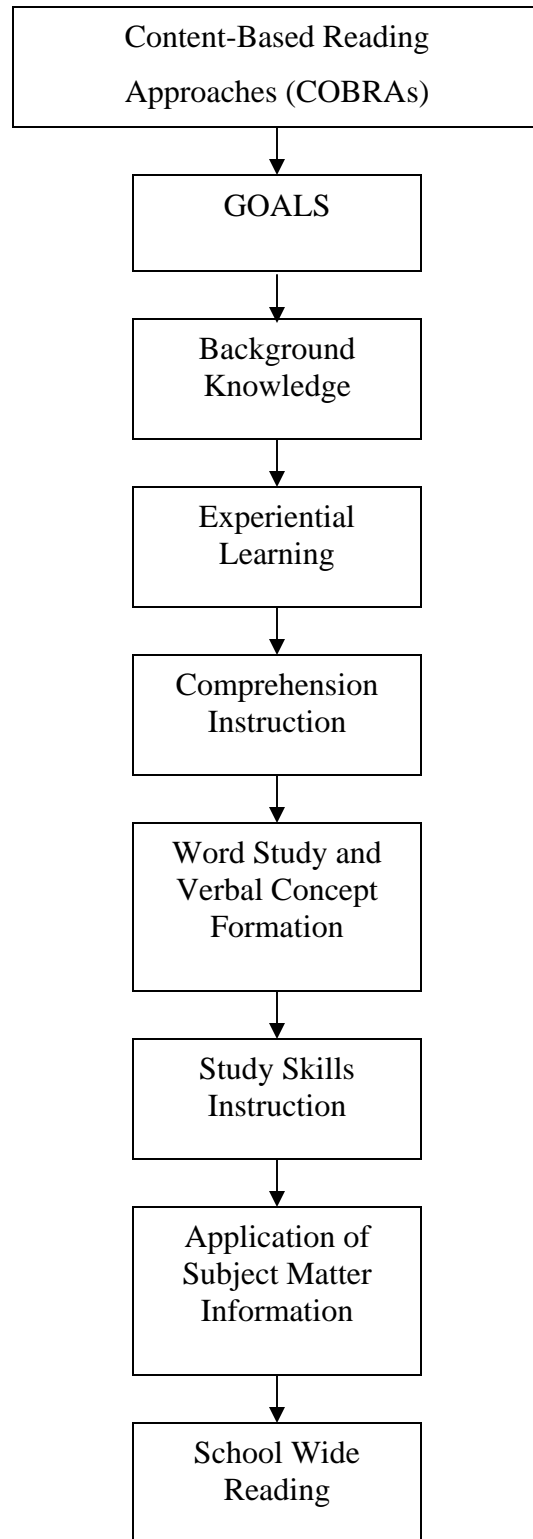 Content-Based Reading
Approaches (COBRAs)
GOALS
Background
Knowledge
Experiential
Learning
Comprehension
Instruction
Word Study and
Verbal Concept
Formation
Study Skills
Instruction
Application of
Subject Matter
Information
School Wide
Reading